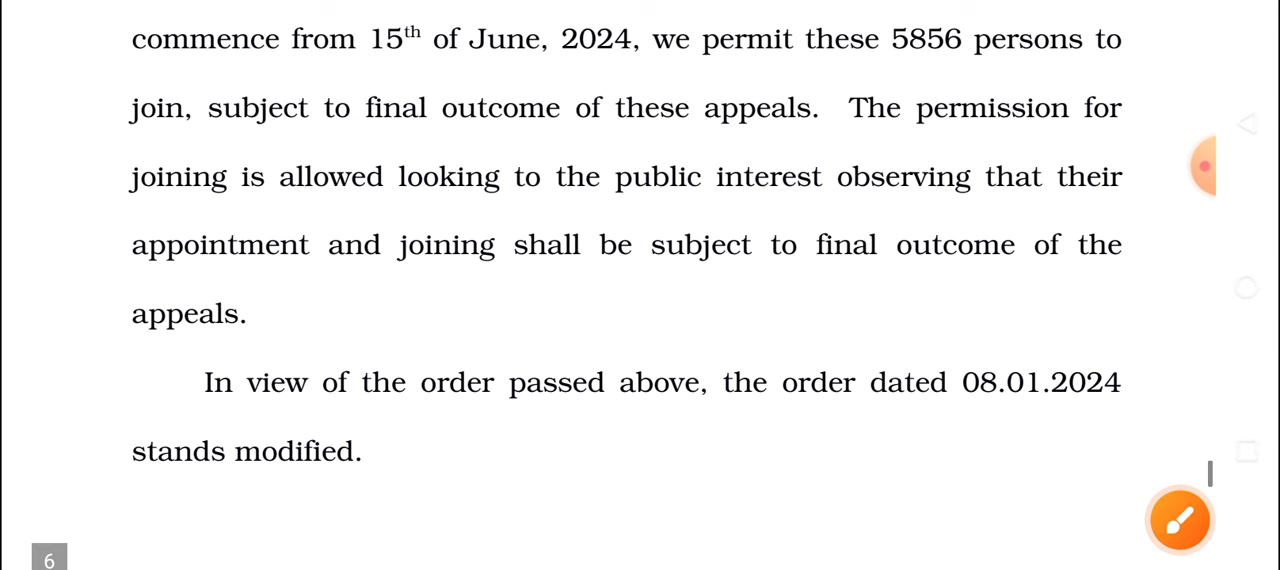 commence from 15th of June, 2024, we permit these 5856 persons to
join, subject to final outcome of these appeals. The permission for
joining is allowed looking to the public interest observing that their
appointment and joining shall be subject to final outcome of the
appeals.
In view of the order passed above, the order dated 08.01.2024
stands modified.
6